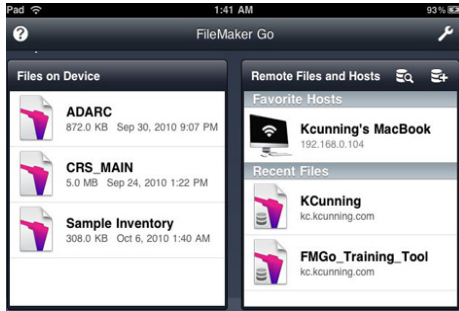 Pad 1:41 AM 93%
? FileMaker Go
Files on Device
ADARC
872.0 KB Sep 30, 2010 9:07 PM
CRS_MAIN
5.0 MB Sep 24, 2010 1:22 PM
Sample Inventory
308.0 KB Oct 6, 2010 1:40 AM
Remote Files and Hosts
Favorite Hosts
Kcunning's MacBook
192.168.0.104
Recent Files
KCunning
kc.kcunning.com
FMGo_Training_Tool
kc.kcunning.com